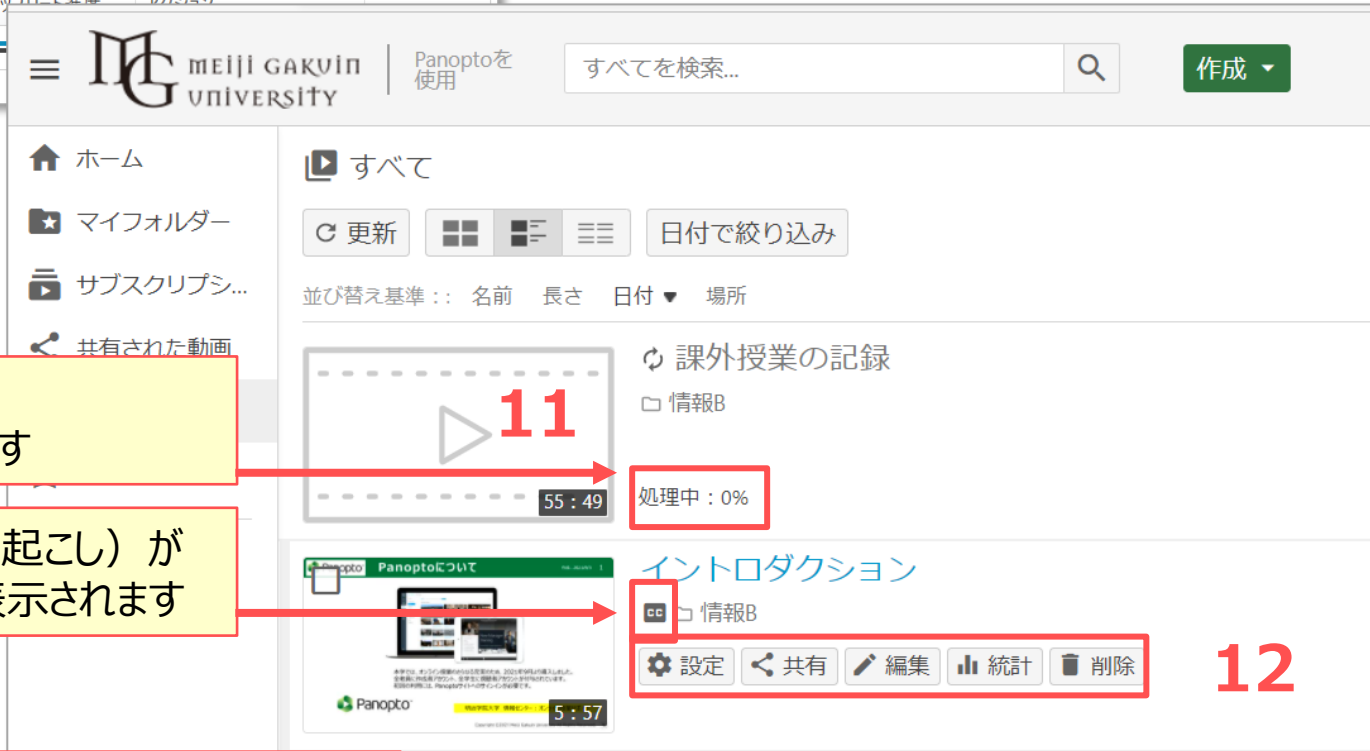 MEIJI GAKUIN
UNIVERSITY
Panoptoを
使用
すべてを検索...
作成
ホーム
マイフォルダー
サブスクリプシ...
共有された動画
すべて
更新
日付で絞り込み
並び替え基準 : : 名前 長さ 日付 ▼ 場所
す
起こし）が
表示されます
11
55 : 49
課外授業の記録
情報B
処理中 : 0%
Panopto Panoptoについて
Panopto
5 : 57
イントロダクション
CC 情報B
設定 共有 編集 統計 削除
12